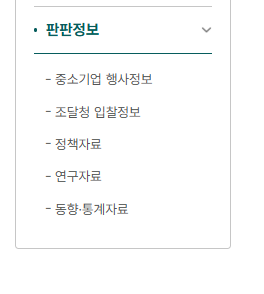 • 판판정보
- 중소기업 행사정보
- 조달청 입찰정보
- 정책자료
- 연구자료
- 동향·통계자료